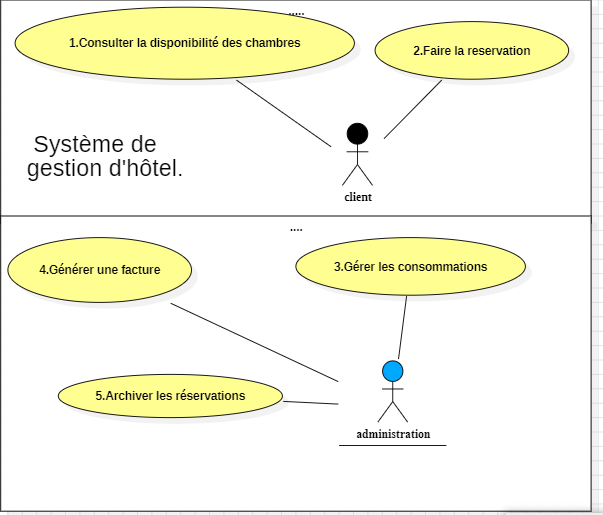 .....
1.Consulter la disponibilité des chambres
2.Faire la reservation
Système de
gestion d'hôtel.
client
....
4.Générer une facture
3.Gérer les consommations
5.Archiver les réservations
administration